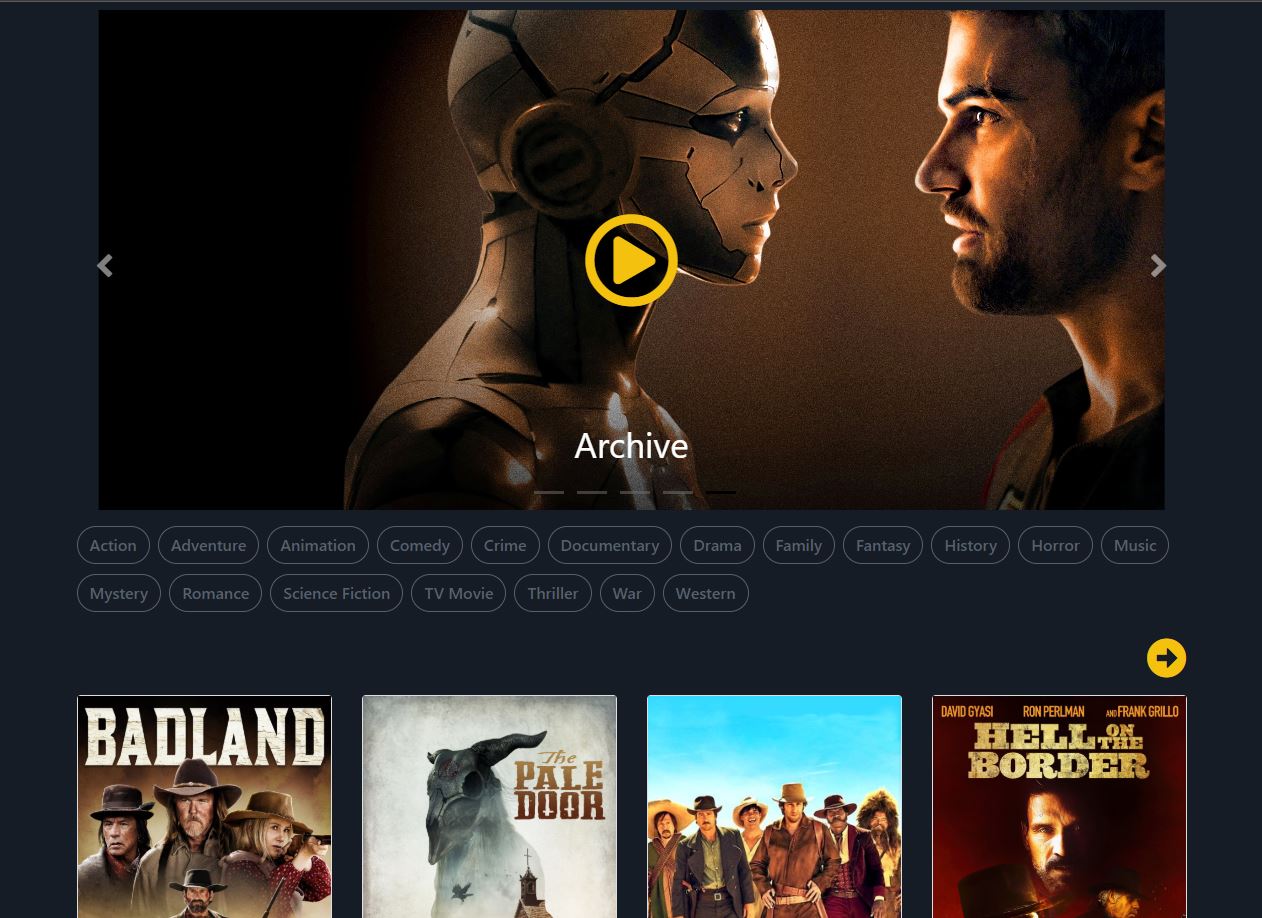 Archive
Action Adventure Animation Comedy Crime Documentary Drama Family Fantasy History Horror Music
Mystery Romance Science Fiction TV Movie Thriller War Western
BADLAND
The
PALE
DOOR
DAVID GYASI RON PERLMAN AND FRANK GRILLO
HELL ON THE
BORDER